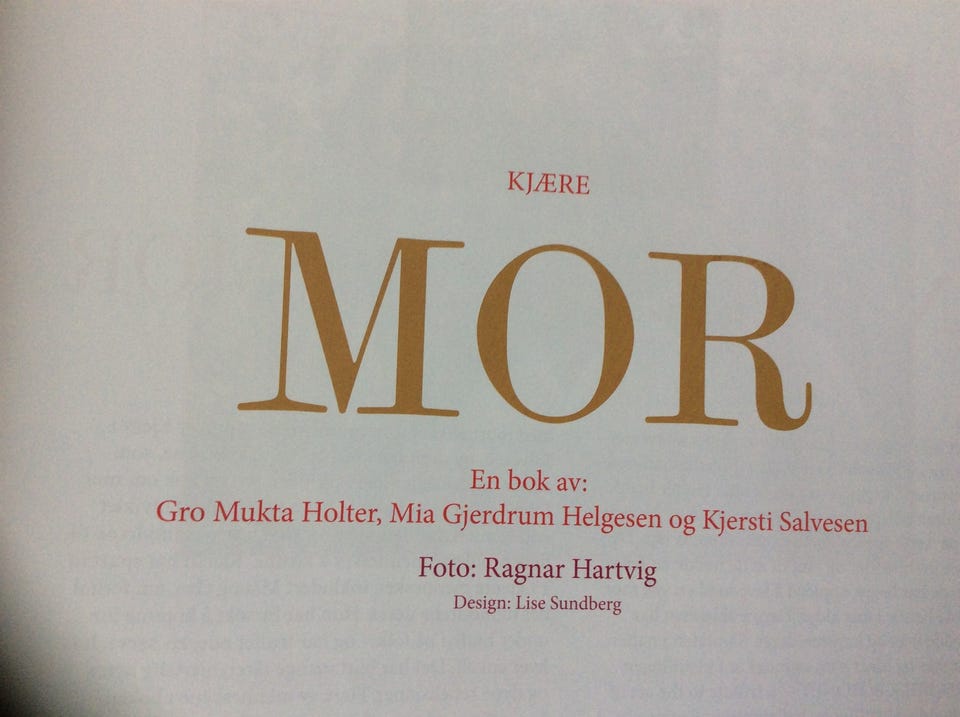 KJÆRE
MOR
En bok av:
Gro Mukta Holter, Mia Gjerdrum Helgesen og Kjersti Salvesen
Foto: Ragnar Hartvig
Design: Lise Sundberg